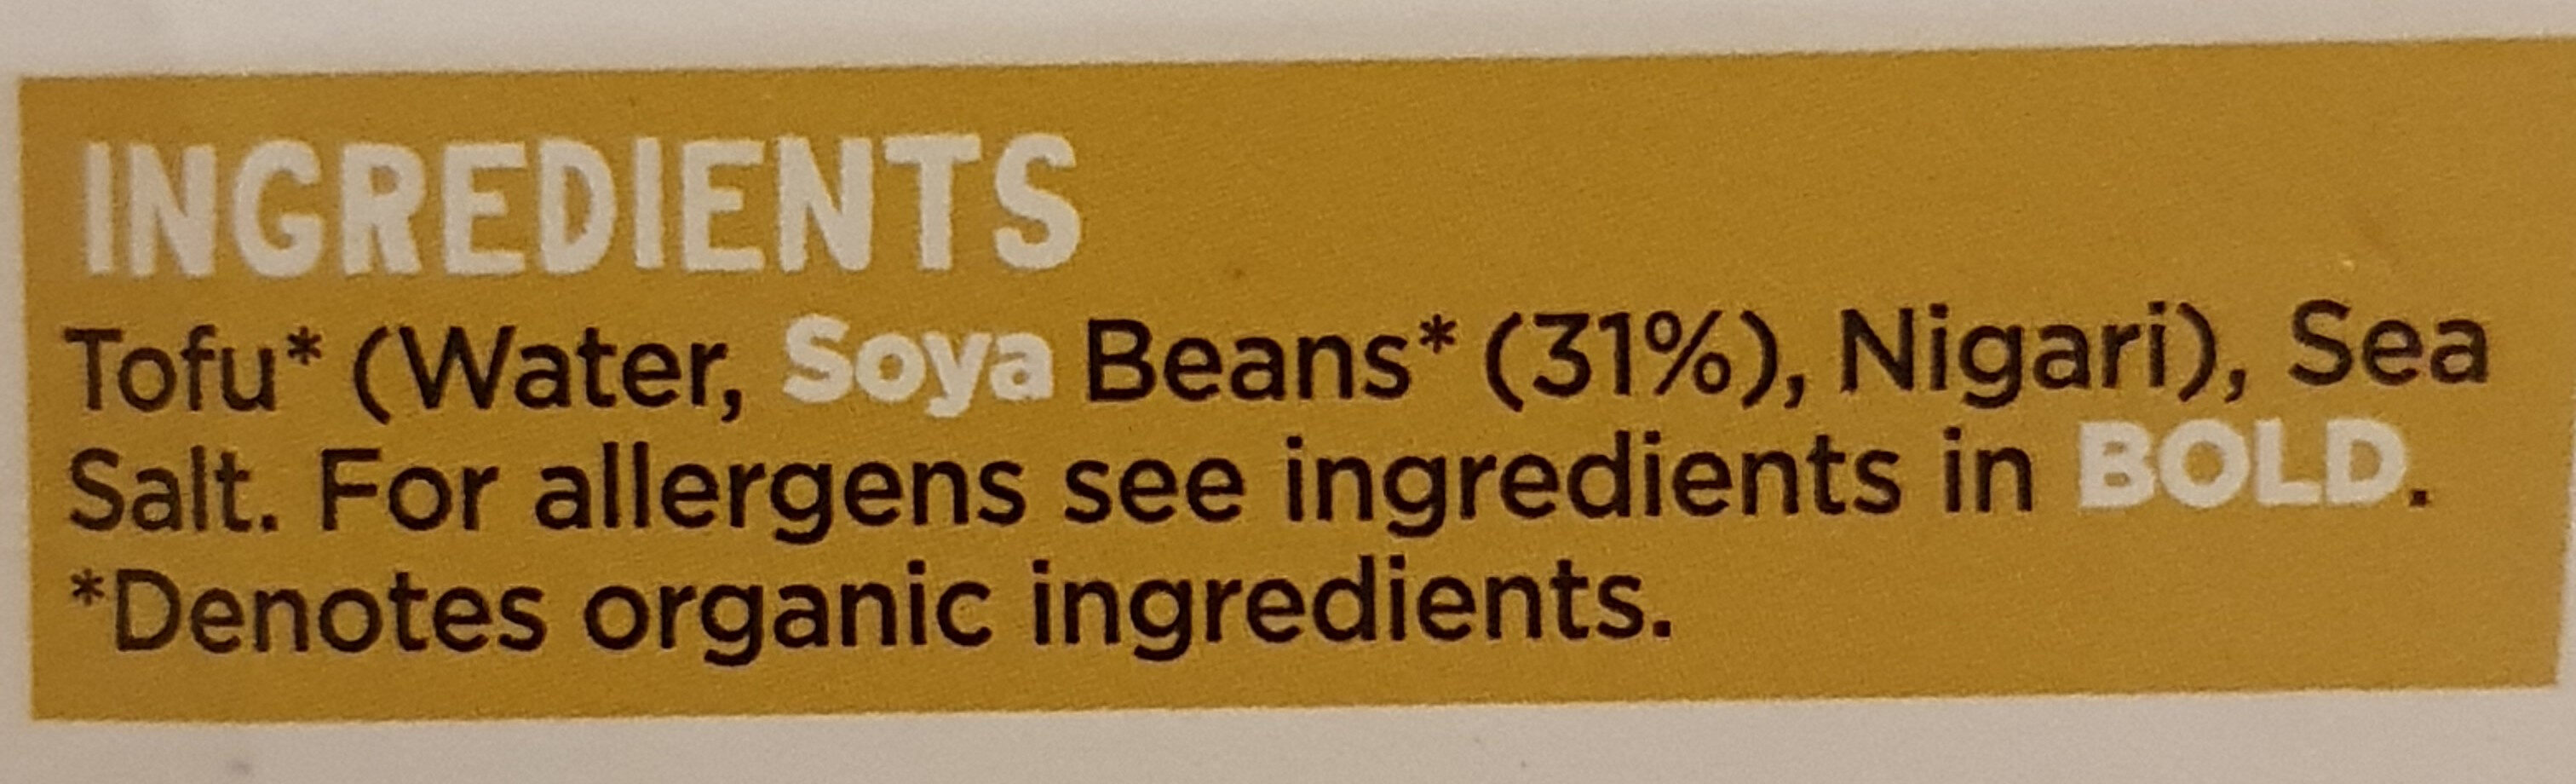 INGREDIENTS
Tofu* (Water, Soya Beans* (31%), Nigari), Sea
Salt. For allergens see ingredients in BOLD.
*Denotes organic ingredients.